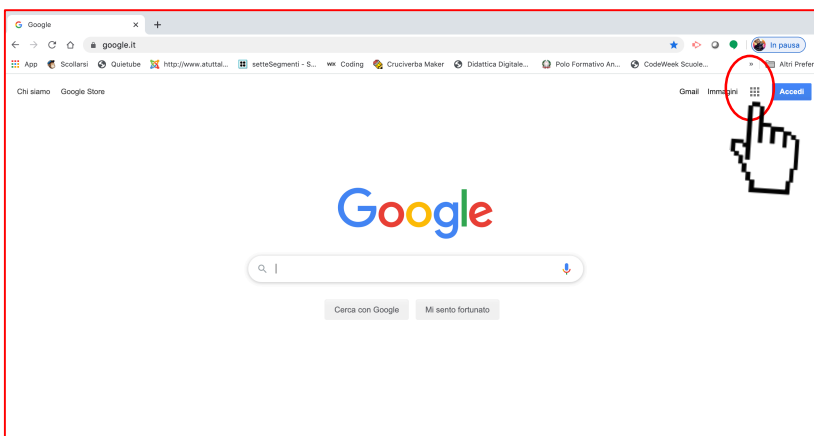 Google
google.it
In pausa
App Scollarsi Quietube http://www.atuttal... setteSegmenti - S... WK Coding Cruciverba Maker Didattica Digitale... Polo Formativo An... CodeWeek Scuole... » Altri Prefer
Chi siamo Google Store Gmail Immagini Accedi
Google
Cerca con Google Mi sento fortunato